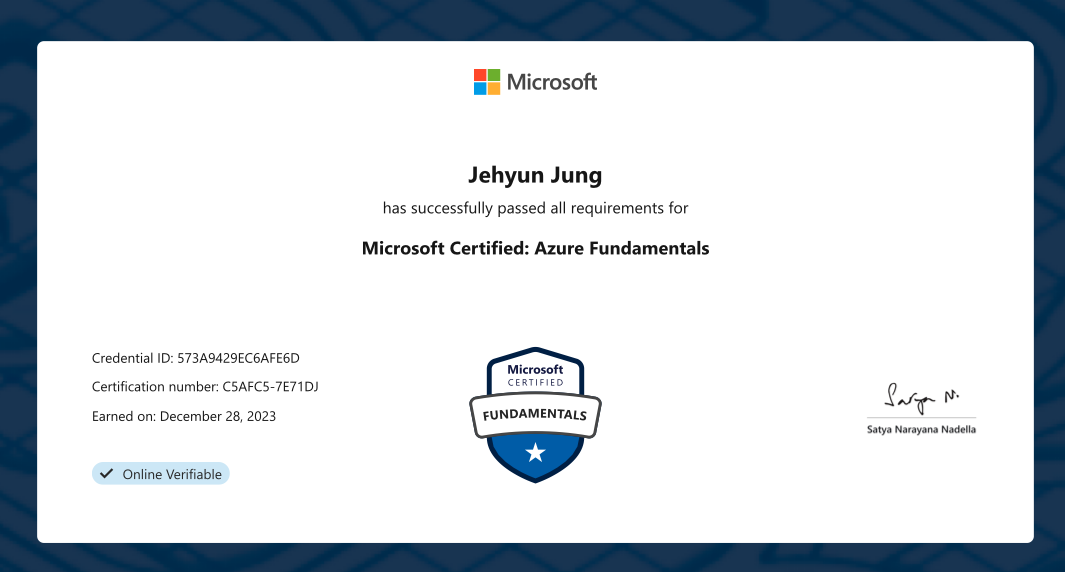 Microsoft
Jehyun Jung
has successfully passed all requirements for
Microsoft Certified: Azure Fundamentals
Credential ID: 573A9429EC6AFE6D
Certification number: C5AFC5-7E71DJ
Earned on: December 28, 2023
Online Verifiable
Microsoft
CERTIFIED
FUNDAMENTALS
Satya N.
Satya Narayana Nadella